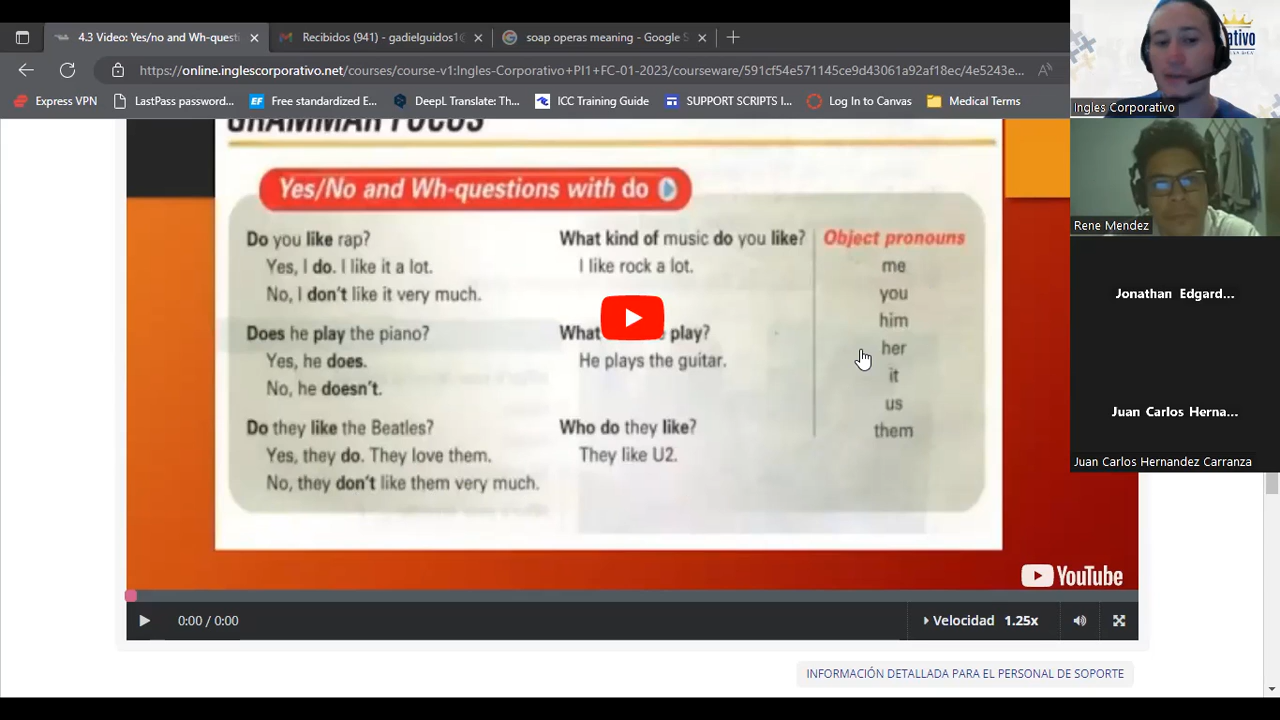 4.3 Video: Yes/no and Wh-questi
Recibidos (941) - gadielguidos1@
soap operas meaning - Google S
https://online.inglescorporativo.net/courses/course-v1:Ingles-Corporativo+PI1+FC-01-2023/courseware/591cf54e571145ce9d43061a92af18ec/4e5243e...
Express VPN
LastPass password...
Free standardized E...
DeepL Translate: Th...
ICC Training Guide
SUPPORT SCRIPTS I...
Log In to Canvas
Medical Terms
GRAMMAR FOCUS
Yes/No and Wh-questions with do
Do you like rap?
Yes, I do. I like it a lot.
No, I don't like it very much.
Does he play the piano?
Yes, he does.
No, he doesn't.
Do they like the Beatles?
Yes, they do. They love them.
No, they don't like them very much.
What kind of music do you like?
I like rock a lot.
What play?
He plays the guitar.
Who do they like?
They like U2.
Object pronouns
me
you
him
her
it
us
them
YouTube
0:00 / 0:00
Velocidad 1.25x
INFORMACIÓN DETALLADA PARA EL PERSONAL DE SOPORTE
Ingles Corporativo
Rene Mendez
Jonathan Edgard...
Juan Carlos Herna...
Juan Carlos Hernandez Carranza